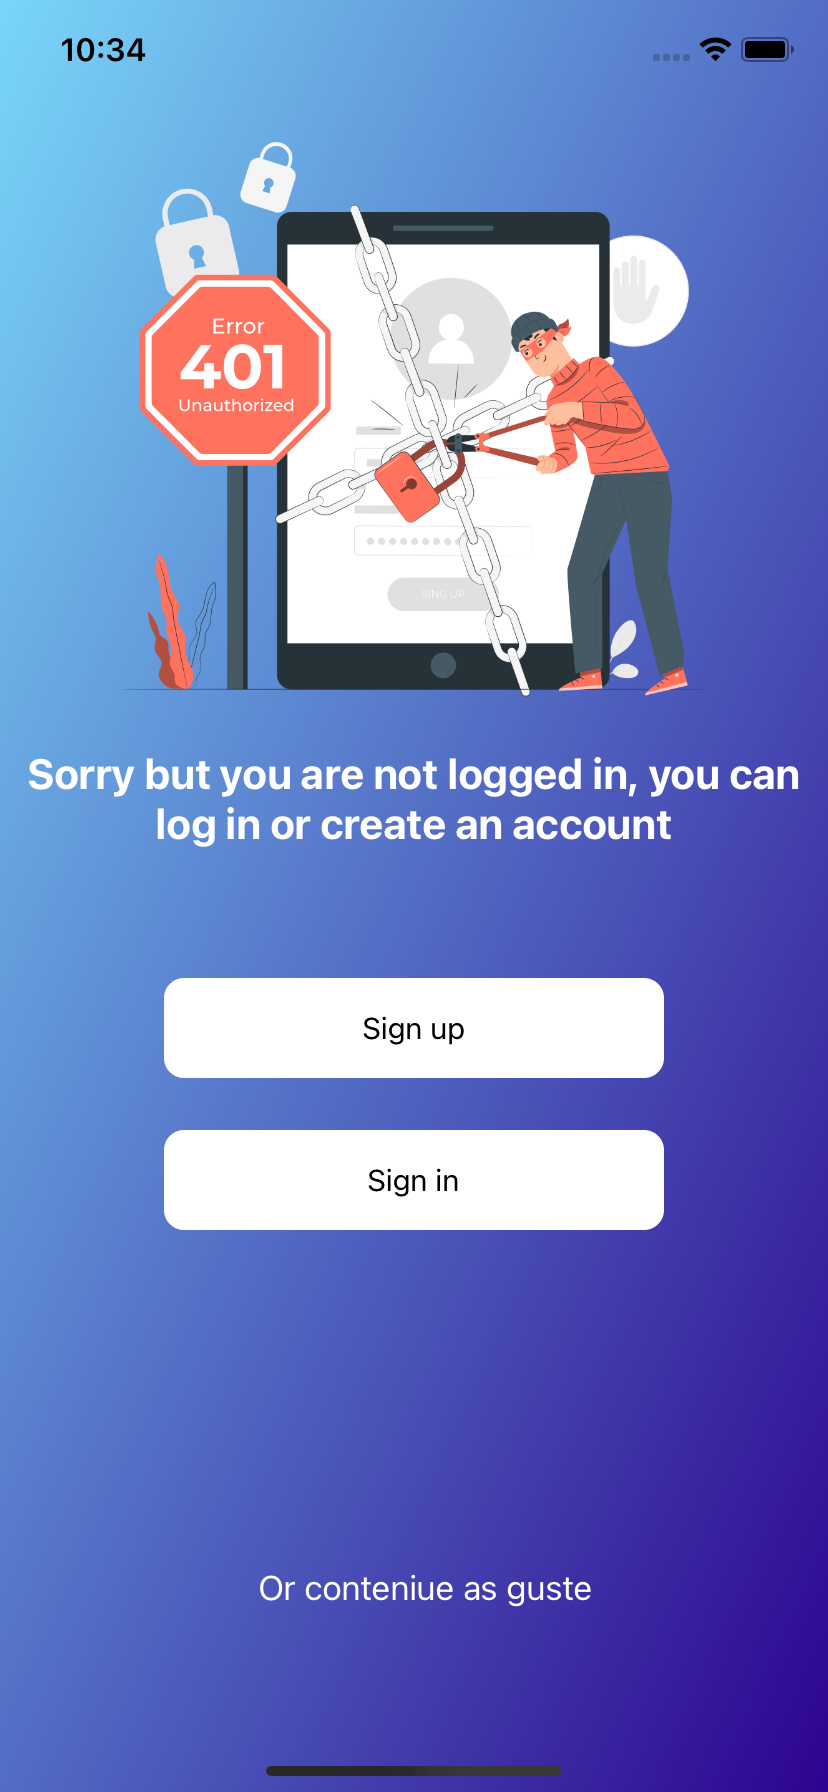 10:34
Error
401
Unauthorized
SING UP
Sorry but you are not logged in, you can
log in or create an account
Sign up
Sign in
Or conteniue as guste